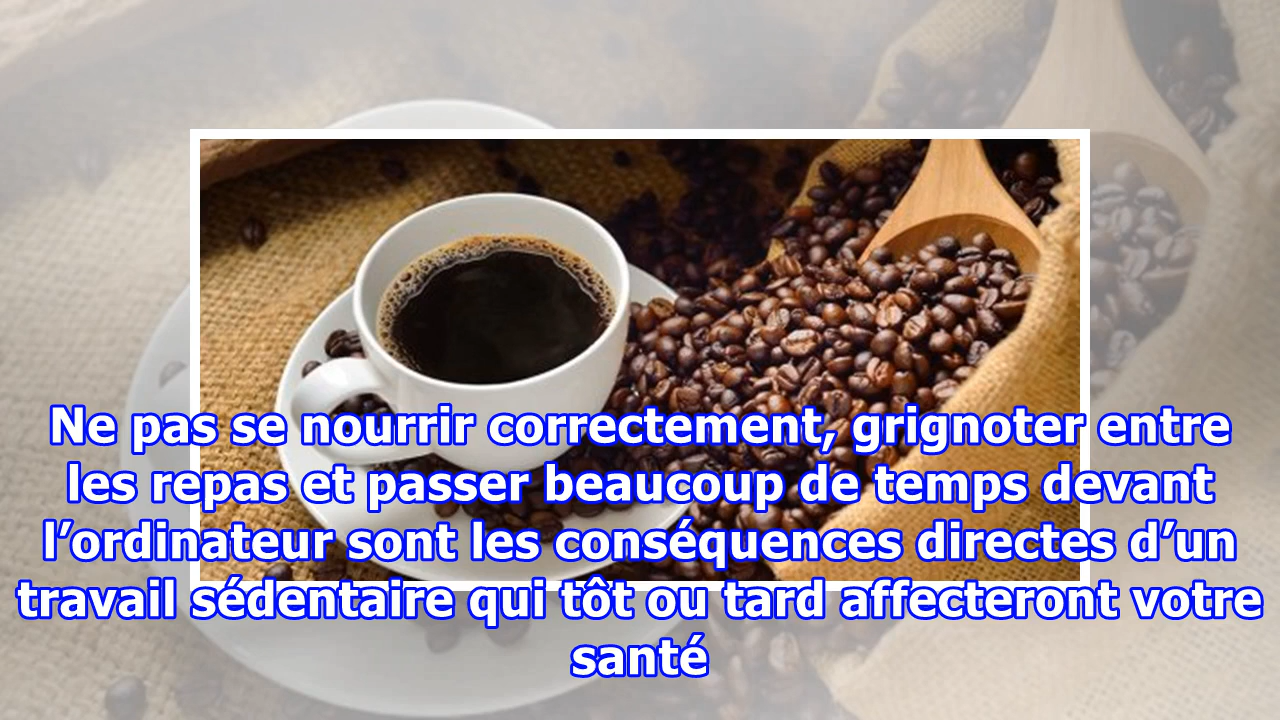 Ne pas se nourrir correctement, grignoter entre
les repas et passer beaucoup de temps devant
l’ordinateur sont les conséquences directes d’un
travail sédentaire qui tôt ou tard affecteront votre
santé